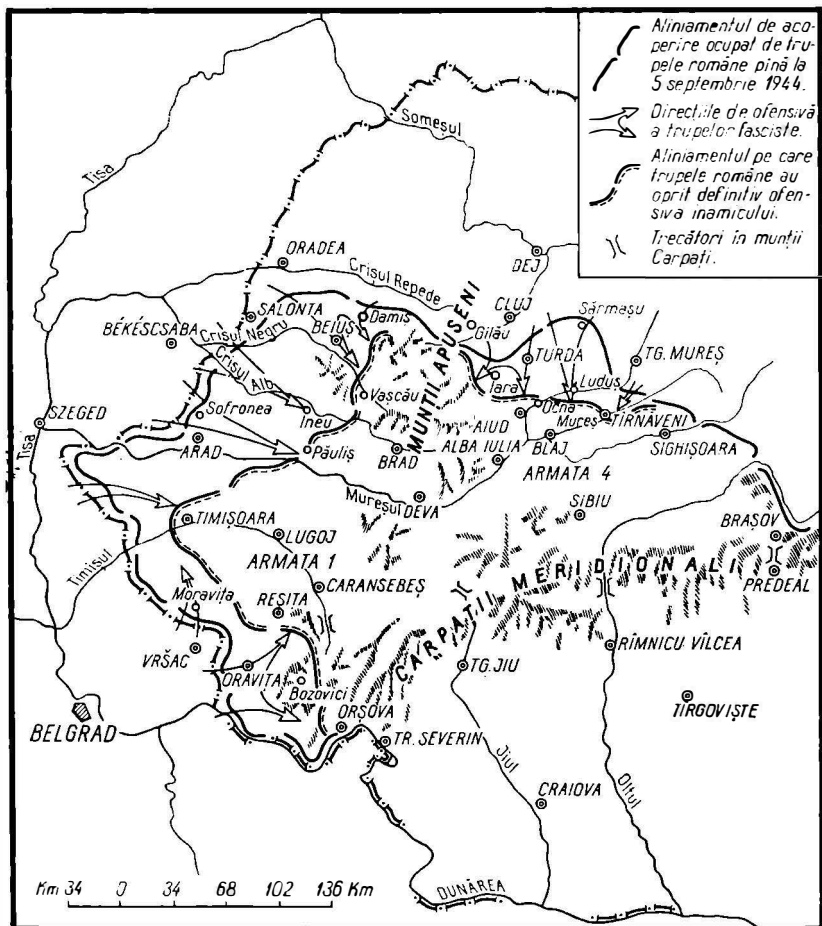 Aliniamentul de aco-
perire ocupat de tru-
pele române pînă la
5 septembrie 1944.
Direcțiile de ofensivă
a trupelor fasciste.
Aliniamentul pe care
trupele române au
oprit definitiv ofen-
siva inamicului.
Trecători în munții
Carpați.
Tisa
Someșul
ORADEA
Crișul Repede
DEJ
SALONTA
Damiș
CLUJ
Sărmașu
BÉKÉSCSABA
Crișul Negru
BEIUȘ
Gilău
MUNȚII APUSENI
TURDA
TG. MUREȘ
Crișul Alb
Iara
Luduș
Vașcău
SZEGED
Sofronea
Ineu
AIUD
Ocna
Mureș
TÎRNAVENI
Tisa
ARAD
Păuliș
BRAD
ALBA IULIA
BLAJ
SIGHIȘOARA
ARMATA 4
Mureșul
DEVA
SIBIU
TIMIȘOARA
LUGOJ
BRAȘOV
Timișul
ARMATA 1
CARANSEBEȘ
CARPAȚII MERIDIONALI
PREDEAL
Moravița
REȘIȚA
VRȘAC
ORAVIȚA
TG. JIU
RÎMNICU VÎLCEA
Bozovici
TÎRGOVIȘTE
BELGRAD
ORȘOVA
TR. SEVERIN
Jiul
Oltul
CRAIOVA
Km 34 0 34 68 102 136 Km
DUNĂREA